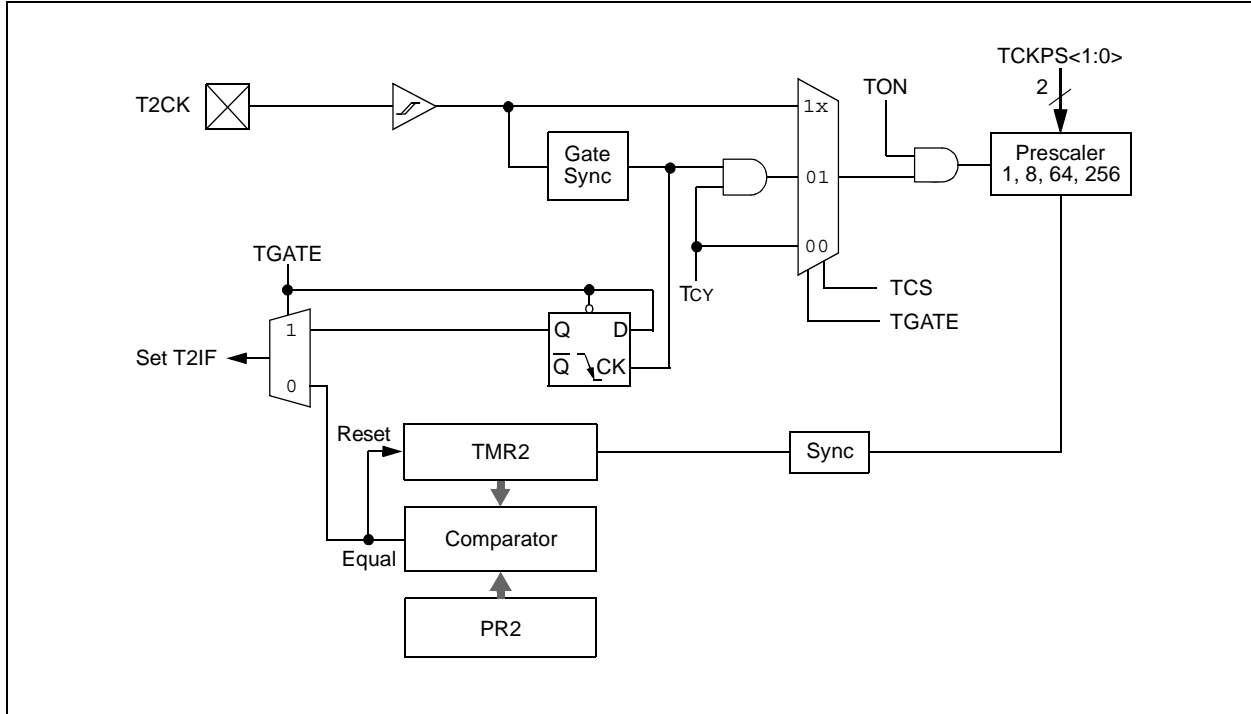 TCKPS<1:0>
2
T2CK
TON
1x
Gate
Sync
Prescaler
1, 8, 64, 256
01
00
TGATE
TCY
TCS
TGATE
1
Q
D
Set T2IF
Q
CK
0
Reset
TMR2
Sync
Comparator
Equal
PR2